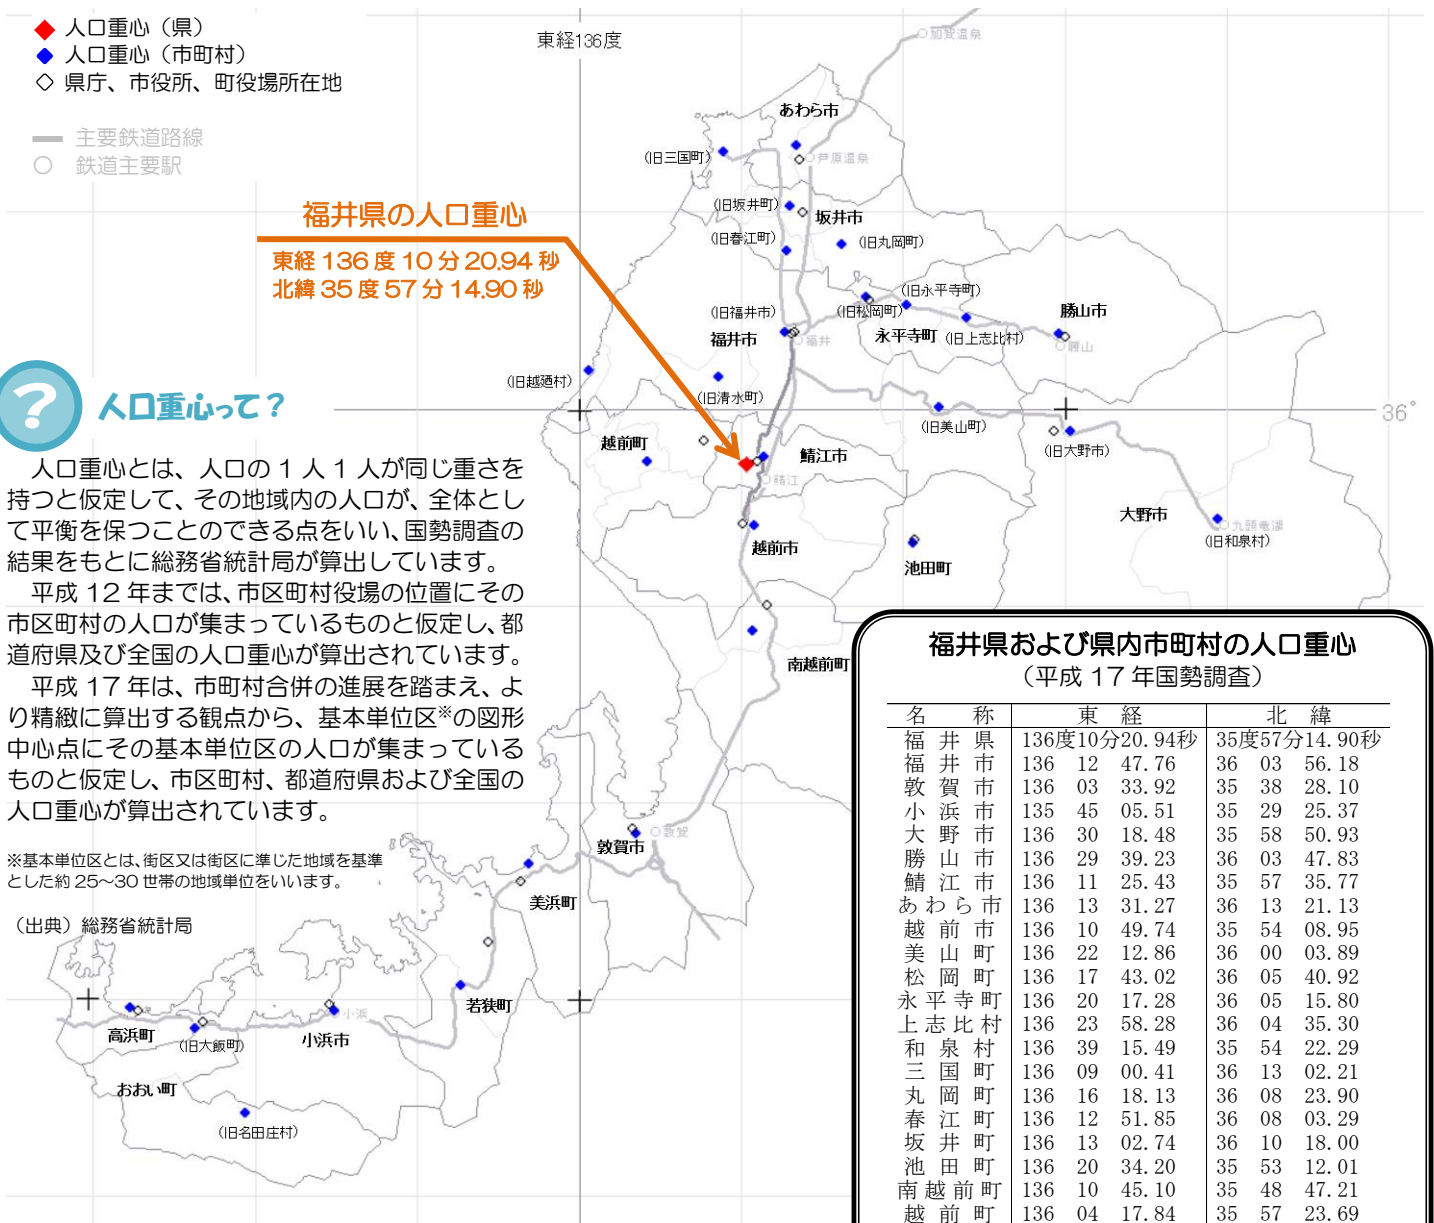 人口重心（県）
人口重心（市町村）
県庁、市役所、町役場所在地
主要鉄道路線
鉄道主要駅
東経136度
加賀温泉
あわら市
（旧三国町）
芦原温泉
（旧坂井町）
坂井市
（旧春江町）
（旧丸岡町）
福井県の人口重心
東経 136 度 10 分 20.94 秒
北緯 35 度 57 分 14.90 秒
（旧永平寺町）
（旧福井市）
（旧松岡町）
勝山市
福井市
福井
永平寺町
（旧上志比村）
勝山
（旧越廼村）
（旧清水町）
36°
（旧美山町）
越前町
鯖江市
（旧大野市）
鯖江
大野市
九頭竜湖
（旧和泉村）
越前市
池田町
南越前町
敦賀
敦賀市
美浜町
若狭町
小浜
小浜市
高浜町
（旧大飯町）
おおい町
（旧名田庄村）
?
人口重心って？
人口重心とは、人口の 1 人 1 人が同じ重さを
持つと仮定して、その地域内の人口が、全体とし
て平衡を保つことのできる点をいい、国勢調査の
結果をもとに総務省統計局が算出しています。
平成 12 年までは、市区町村役場の位置にその
市区町村の人口が集まっているものと仮定し、都
道府県及び全国の人口重心が算出されています。
平成 17 年は、市町村合併の進展を踏まえ、よ
り精緻に算出する観点から、基本単位区※の図形
中心点にその基本単位区の人口が集まっている
ものと仮定し、市区町村、都道府県および全国の
人口重心が算出されています。
※基本単位区とは、街区又は街区に準じた地域を基準
とした約 25～30 世帯の地域単位をいいます。
（出典）総務省統計局
福井県および県内市町村の人口重心
（平成 17 年国勢調査）
名 称 東 経 北 緯
福井県 136度10分20.94秒 35度57分14.90秒
福井市 136 12 47.76 36 03 56.18
敦賀市 136 03 33.92 35 38 28.10
小浜市 135 45 05.51 35 29 25.37
大野市 136 30 18.48 35 58 50.93
勝山市 136 29 39.23 36 03 47.83
鯖江市 136 11 25.43 35 57 35.77
あわら市 136 13 31.27 36 13 21.13
越前市 136 10 49.74 35 54 08.95
美山町 136 22 12.86 36 00 03.89
松岡町 136 17 43.02 36 05 40.92
永平寺町 136 20 17.28 36 05 15.80
上志比村 136 23 58.28 36 04 35.30
和泉村 136 39 15.49 35 54 22.29
三国町 136 09 00.41 36 13 02.21
丸岡町 136 16 18.13 36 08 23.90
春江町 136 12 51.85 36 08 03.29
坂井町 136 13 02.74 36 10 18.00
池田町 136 20 34.20 35 53 12.01
南越前町 136 10 45.10 35 48 47.21
越前町 136 04 17.84 35 57 23.69